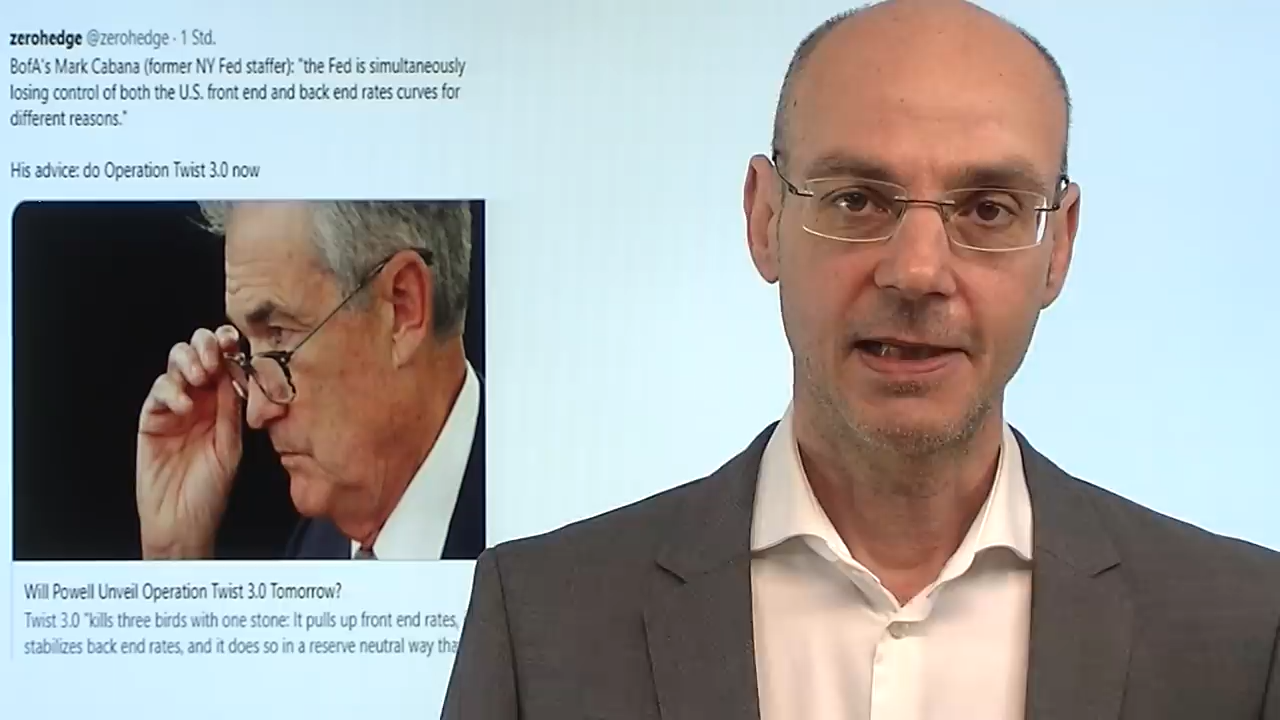 zerohedge @zerohedge · 1 Std.
BofA's Mark Cabana (former NY Fed staffer): "the Fed is simultaneously
losing control of both the U.S. front end and back end rates curves for
different reasons."
His advice: do Operation Twist 3.0 now
Will Powell Unveil Operation Twist 3.0 Tomorrow?
Twist 3.0 "kills three birds with one stone: It pulls up front end rates,
stabilizes back end rates, and it does so in a reserve neutral way tha